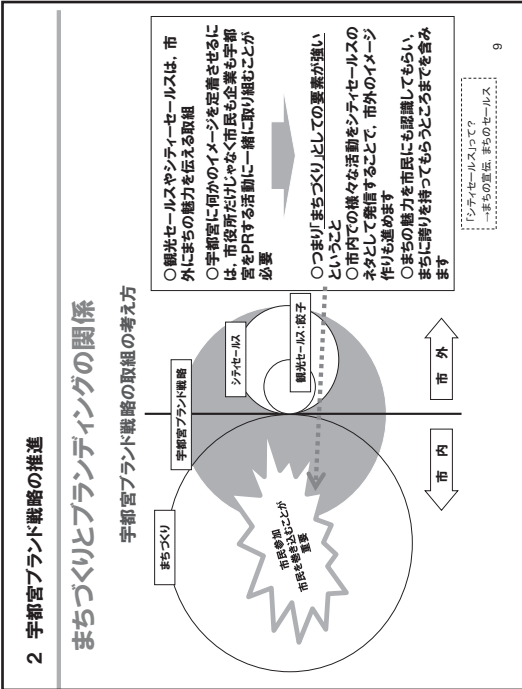 2 宇都宮ブランド戦略の推進
まちづくりとブランディングの関係
宇都宮ブランド戦略の取組の考え方
まちづくり
宇都宮ブランド戦略
シティセールス
観光セールス:餃子
市民参加
市民を巻き込むことが
重要
市 内
市 外
○観光セールスやシティーセールスは，市
外にまちの魅力を伝える取組
○宇都宮に何かのイメージを定着させるに
は，市役所だけじゃなく市民も企業も宇都
宮をPRする活動に一緒に取り組むことが
必要
○つまり「まちづくり」としての要素が強い
ということ
○市内での様々な活動をシティセールスの
ネタとして発信することで，市外のイメージ
作りも進めます
○まちの魅力を市民にも認識してもらい，
まちに誇りを持ってもらうところまでを含み
ます
「シティセールス」って？
→まちの宣伝，まちのセールス
9